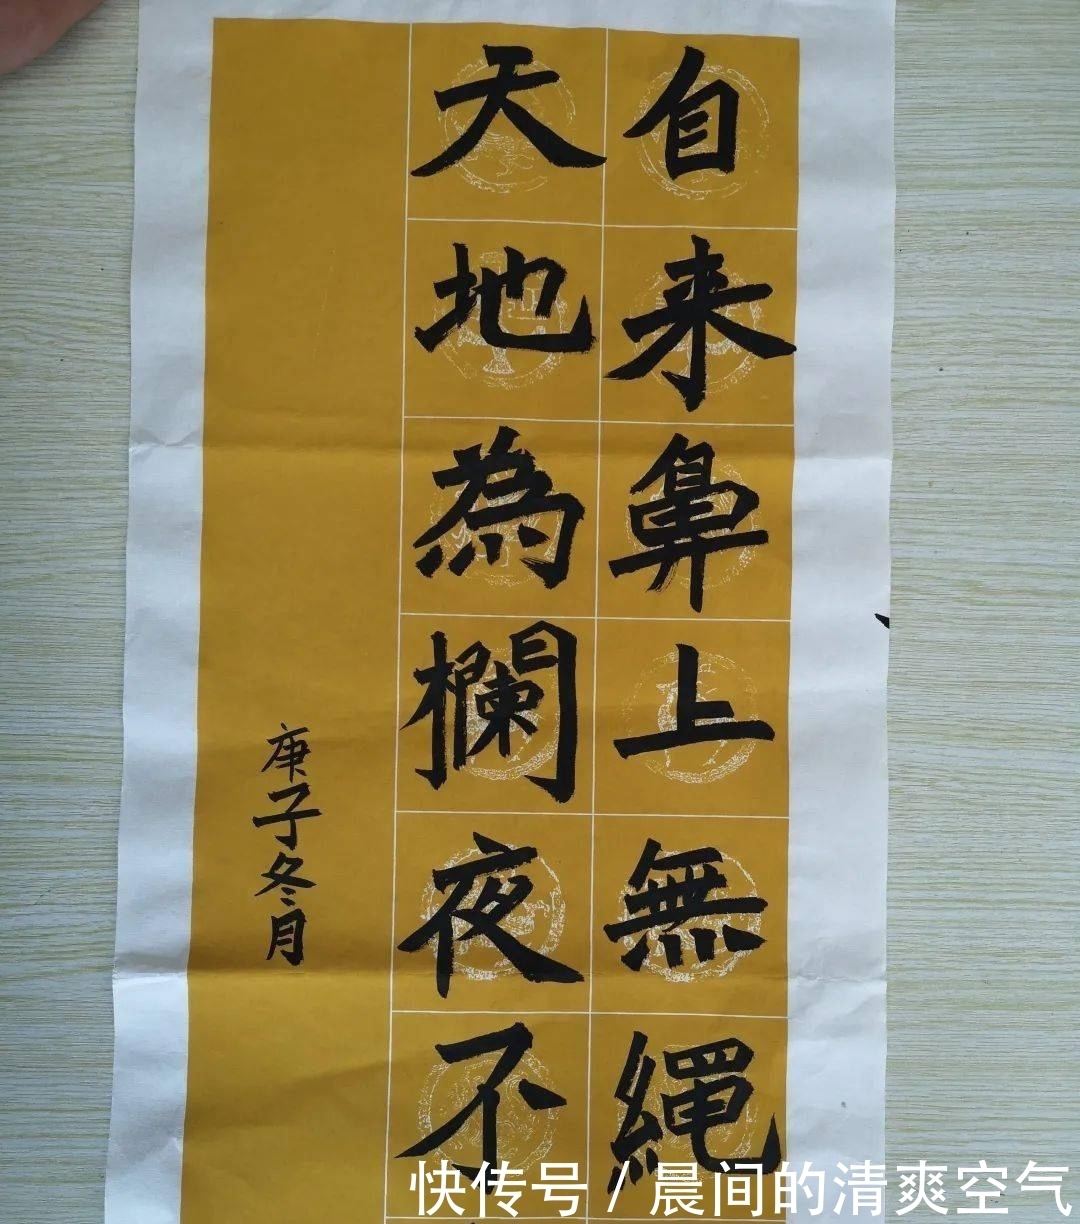 自来鼻上無繩
天地為欄夜不
庚子冬月
快传号 / 晨间的清爽空气